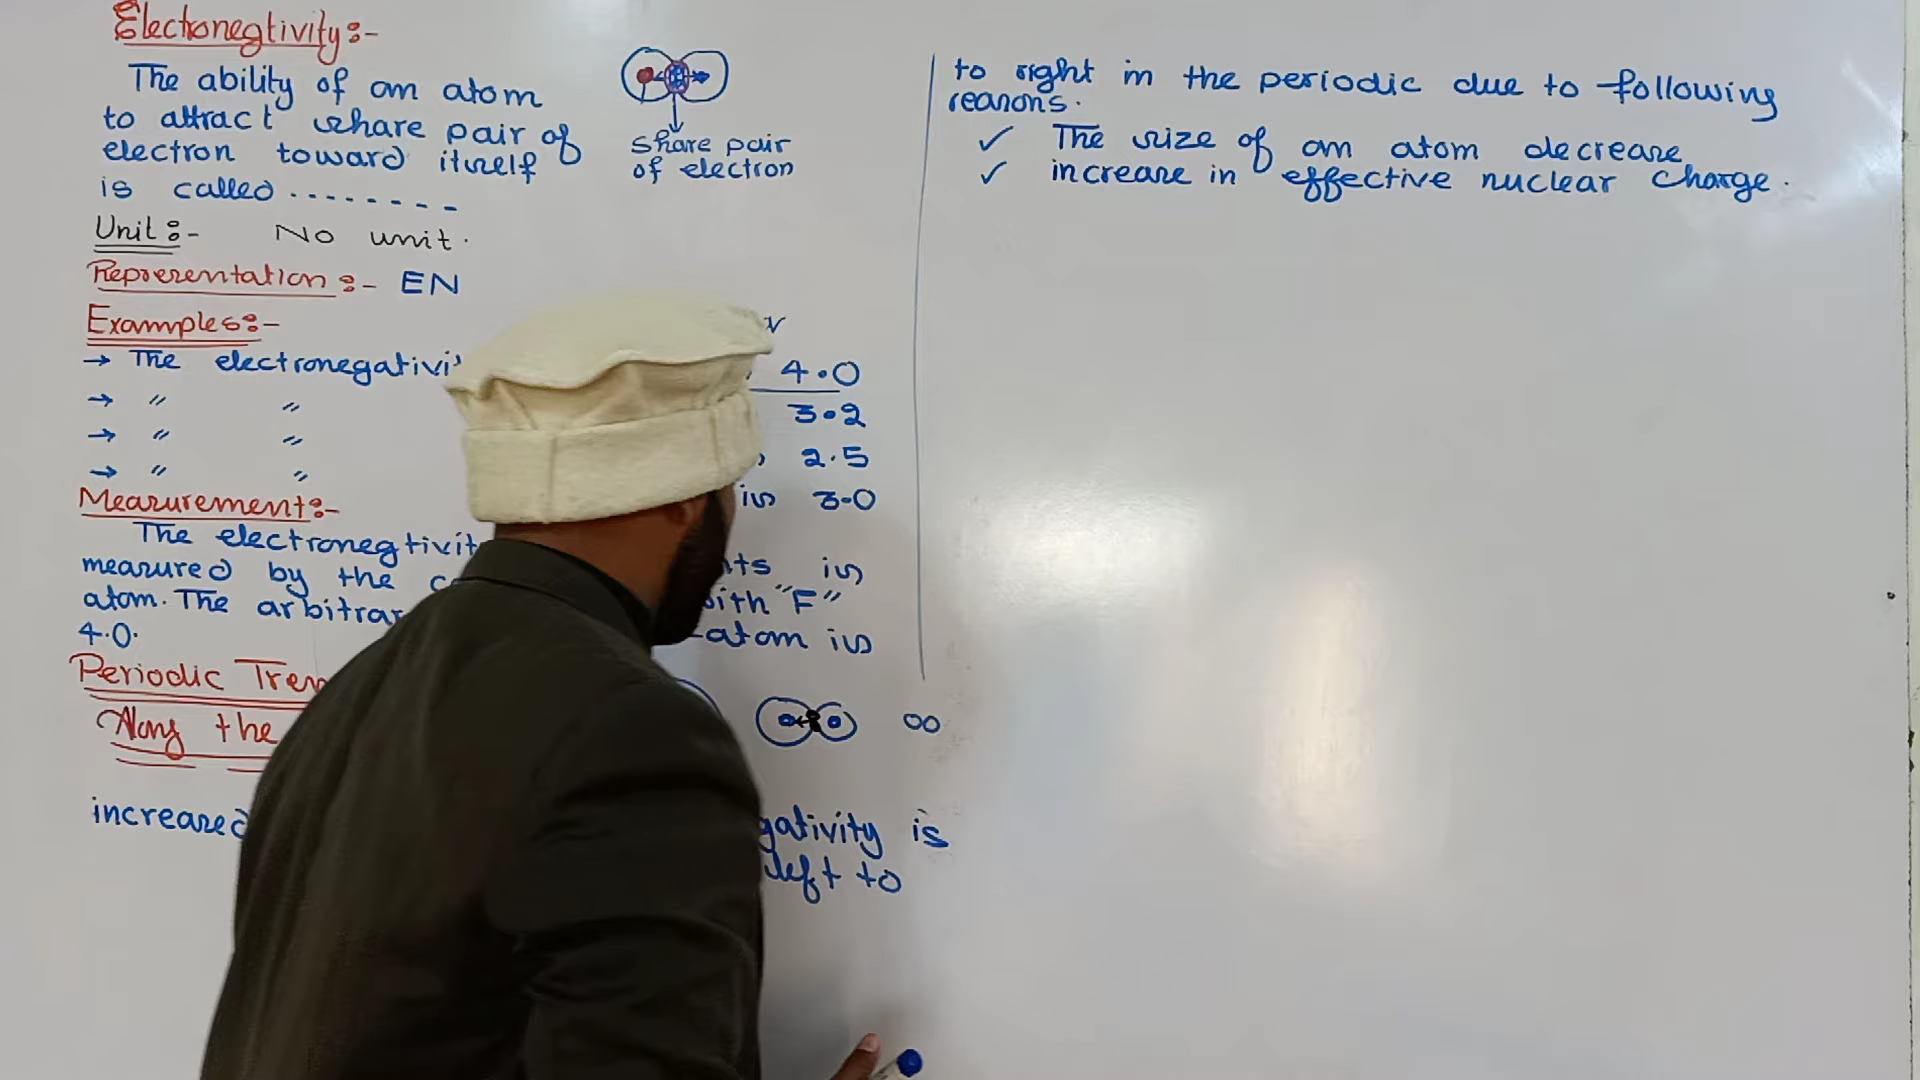 Electronegtivity:-
The ability of an atom
to attract share pair of
electron toward itself
is called --------
share pair
of electron
Unit:- No unit.
Representation:- EN
Examples:-
→ The electronegativi
4.0
→ " " 3.2
→ " " 2.5
→ " " is 3.0
Measurement:-
The electronegtivit nts is
measured by the with "F"
atom. The arbitrar atom is
4.0.
Periodic Tren
Along the
gativity is
increased left to
to right in the periodic due to following
reasons.
✓ The size of an atom decrease
✓ increase in effective nuclear charge.